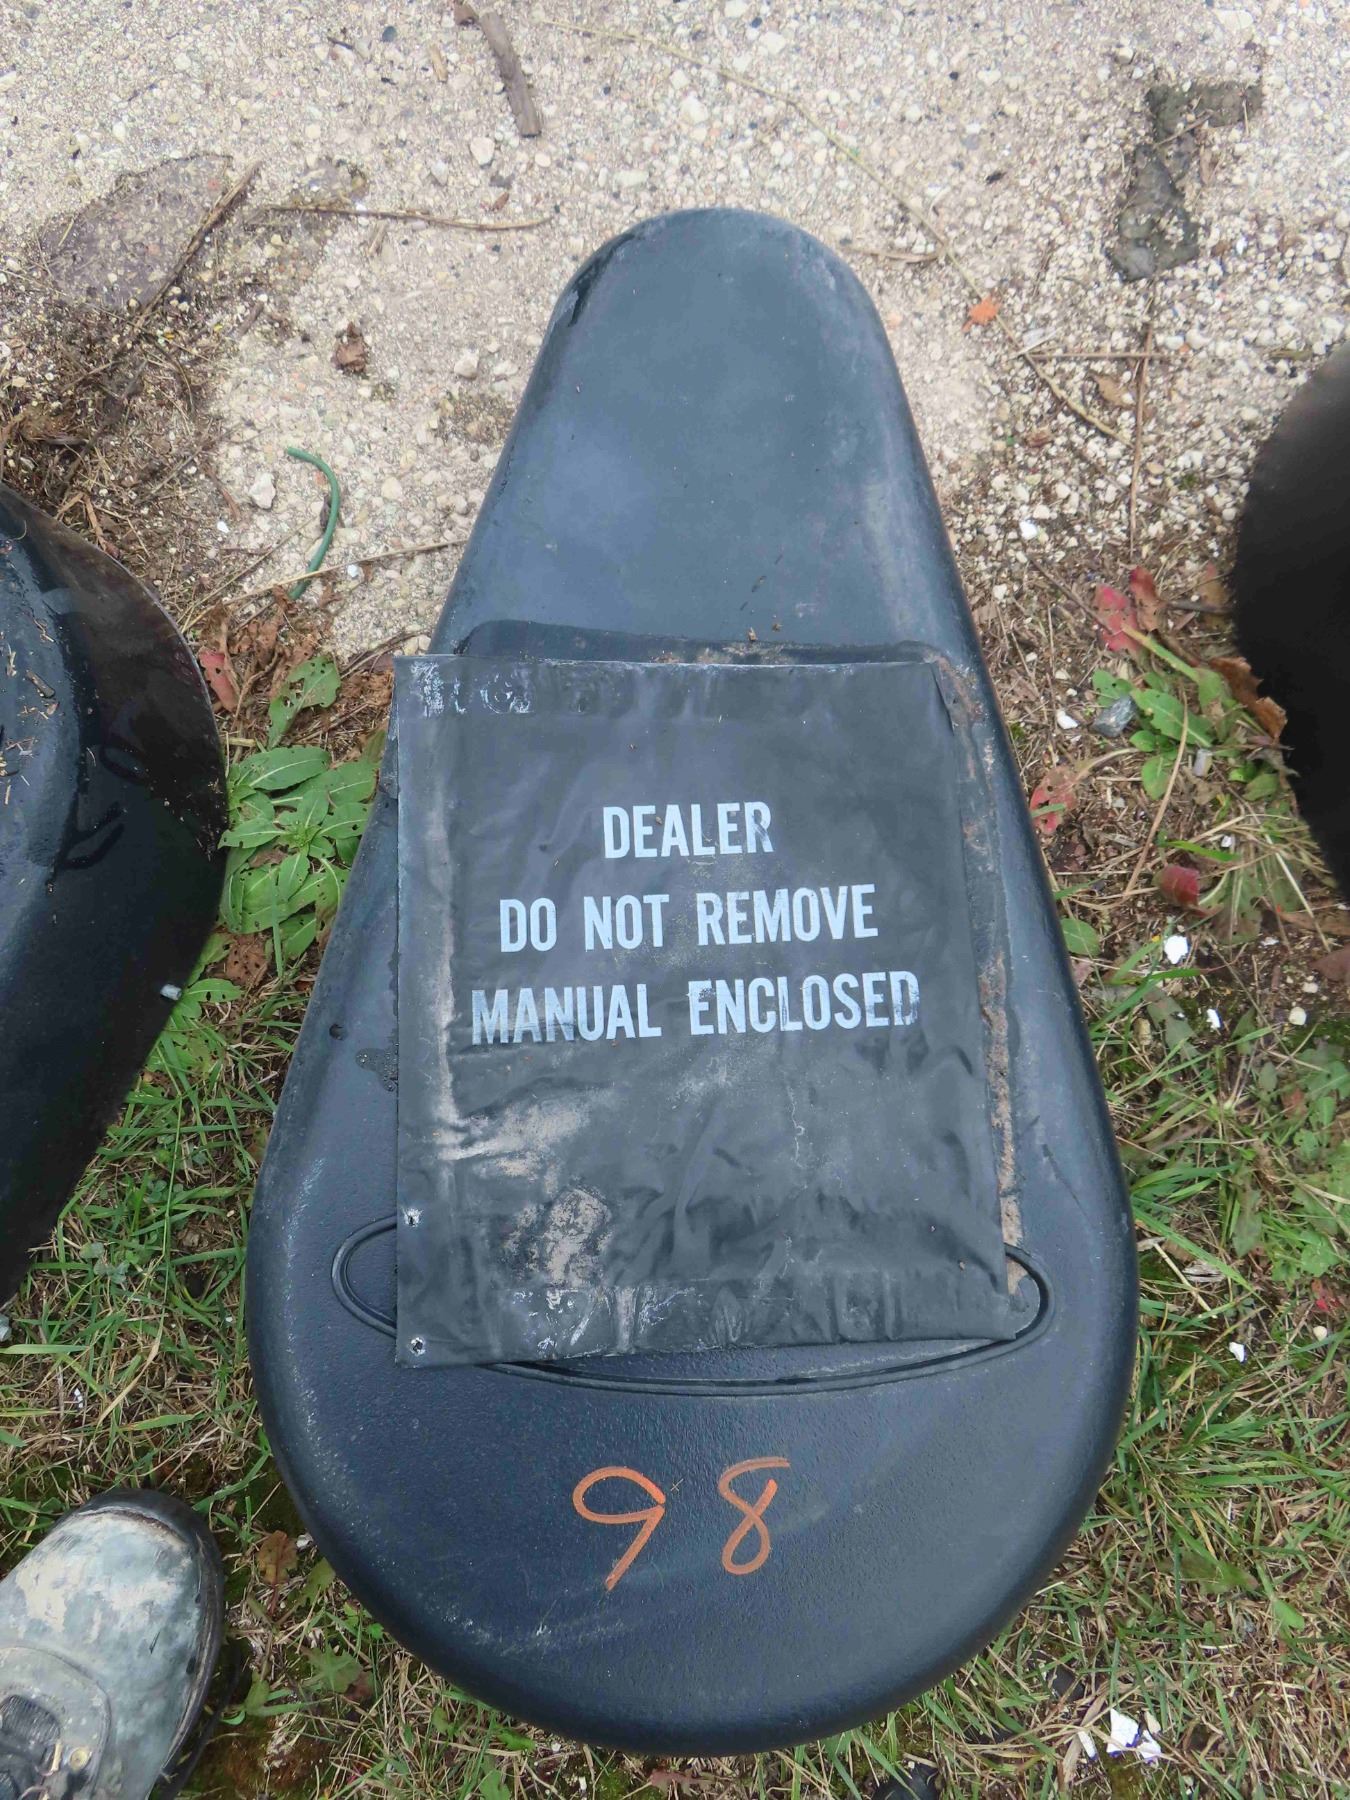 DEALER
DO NOT REMOVE
MANUAL ENCLOSED
98